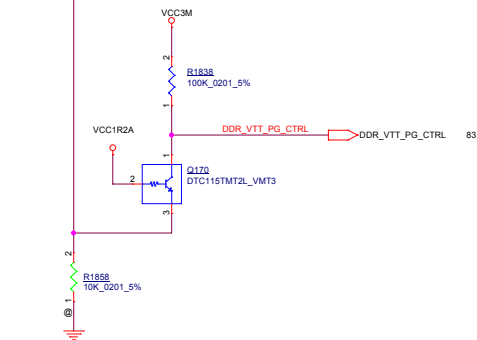 VCC3M
2
R1838
100K_0201_5%
1
VCC1R2A
DDR_VTT_PG_CTRL
DDR_VTT_PG_CTRL 83
1
Q170
2
DTC115TMT2L_VMT3
3
2
R1858
10K_0201_5%
1
@